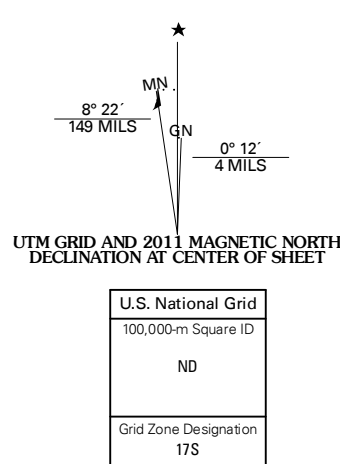 ★
MN
8° 22´
149 MILS
GN
0° 12´
4 MILS
UTM GRID AND 2011 MAGNETIC NORTH
DECLINATION AT CENTER OF SHEET
U.S. National Grid
100,000-m Square ID
ND
Grid Zone Designation
17S